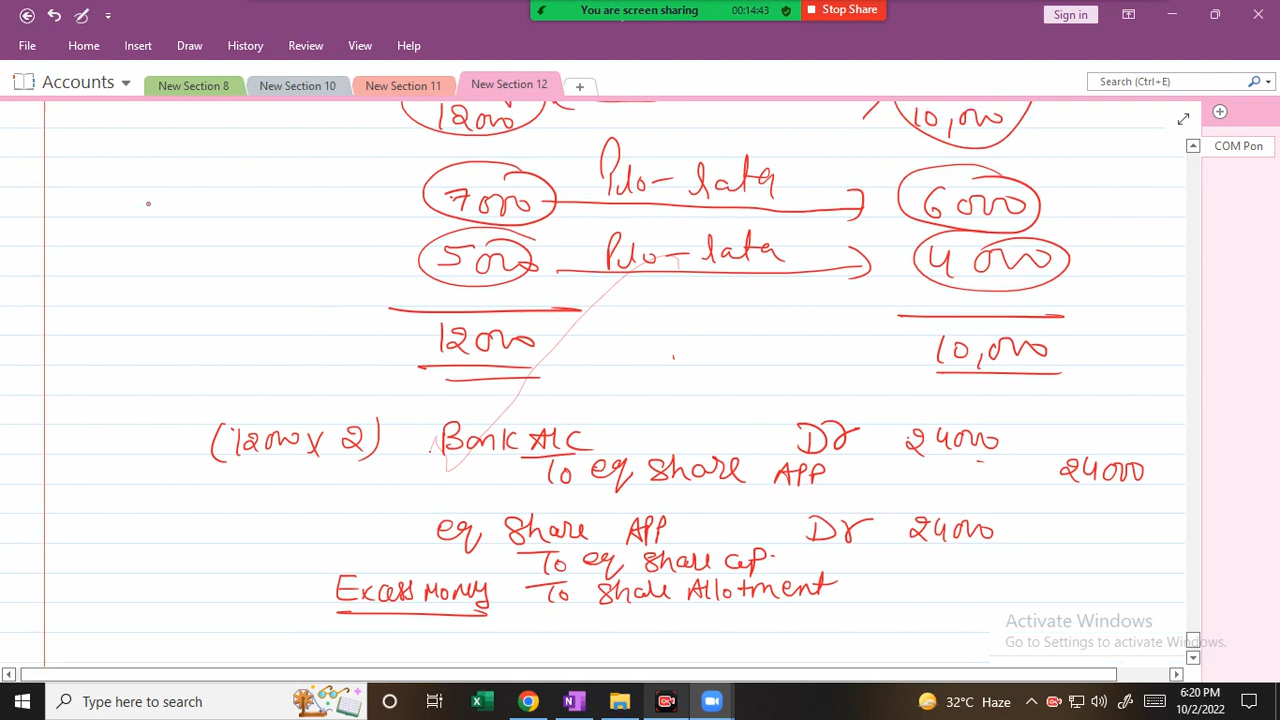 You are screen sharing 00:14:43 Stop Share
Sign in
File Home Insert Draw History Review View Help
Accounts New Section 8 New Section 10 New Section 11 New Section 12 + Search (Ctrl+E)
COM Pon
12000 10,000
7000 Pro-rata 6000
5000 Pro-rata 4000
12000 10,000
(12000 x 2) Bank A/C Dr 24000
To eq share APP 24000
eq share APP Dr 24000
To eq share cap.
Excess Money To share Allotment
Activate Windows
Go to Settings to activate Windows.
Type here to search
32°C Haze
6:20 PM
10/2/2022